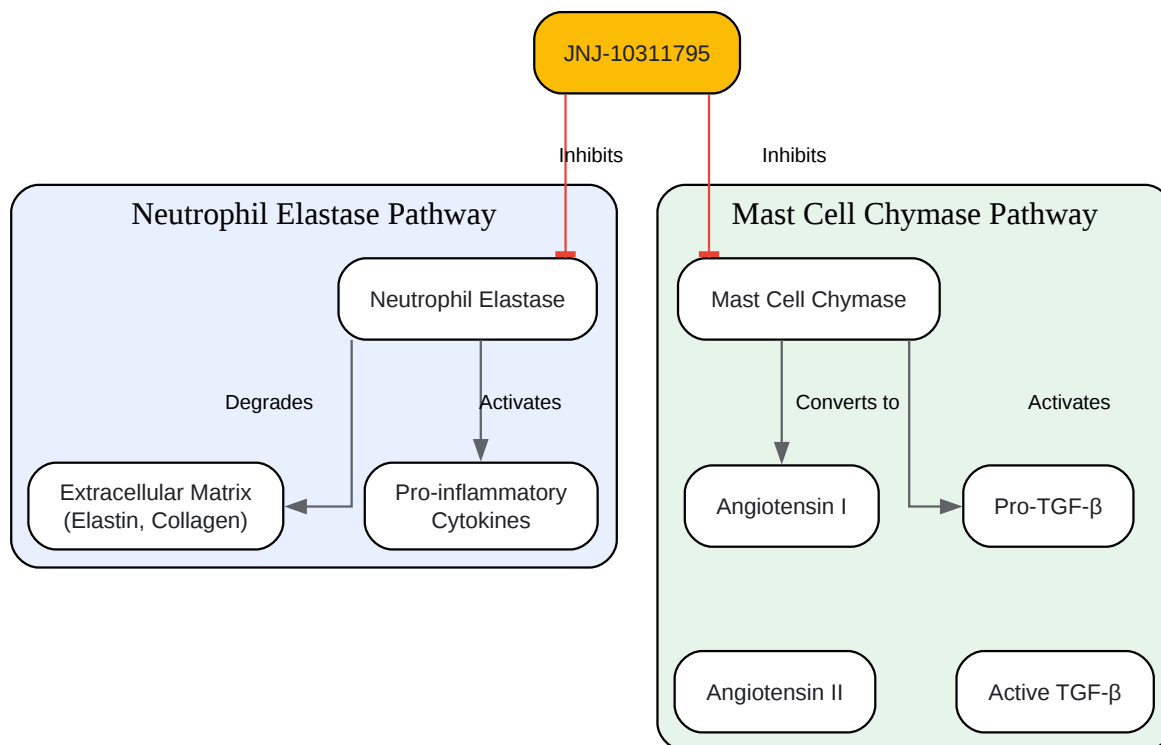 JNJ-10311795
Inhibits
Inhibits
Neutrophil Elastase Pathway
Mast Cell Chymase Pathway
Neutrophil Elastase
Mast Cell Chymase
Degrades
Activates
Converts to
Activates
Extracellular Matrix
(Elastin, Collagen)
Pro-inflammatory
Cytokines
Angiotensin I
Pro-TGF-β
Angiotensin II
Active TGF-β